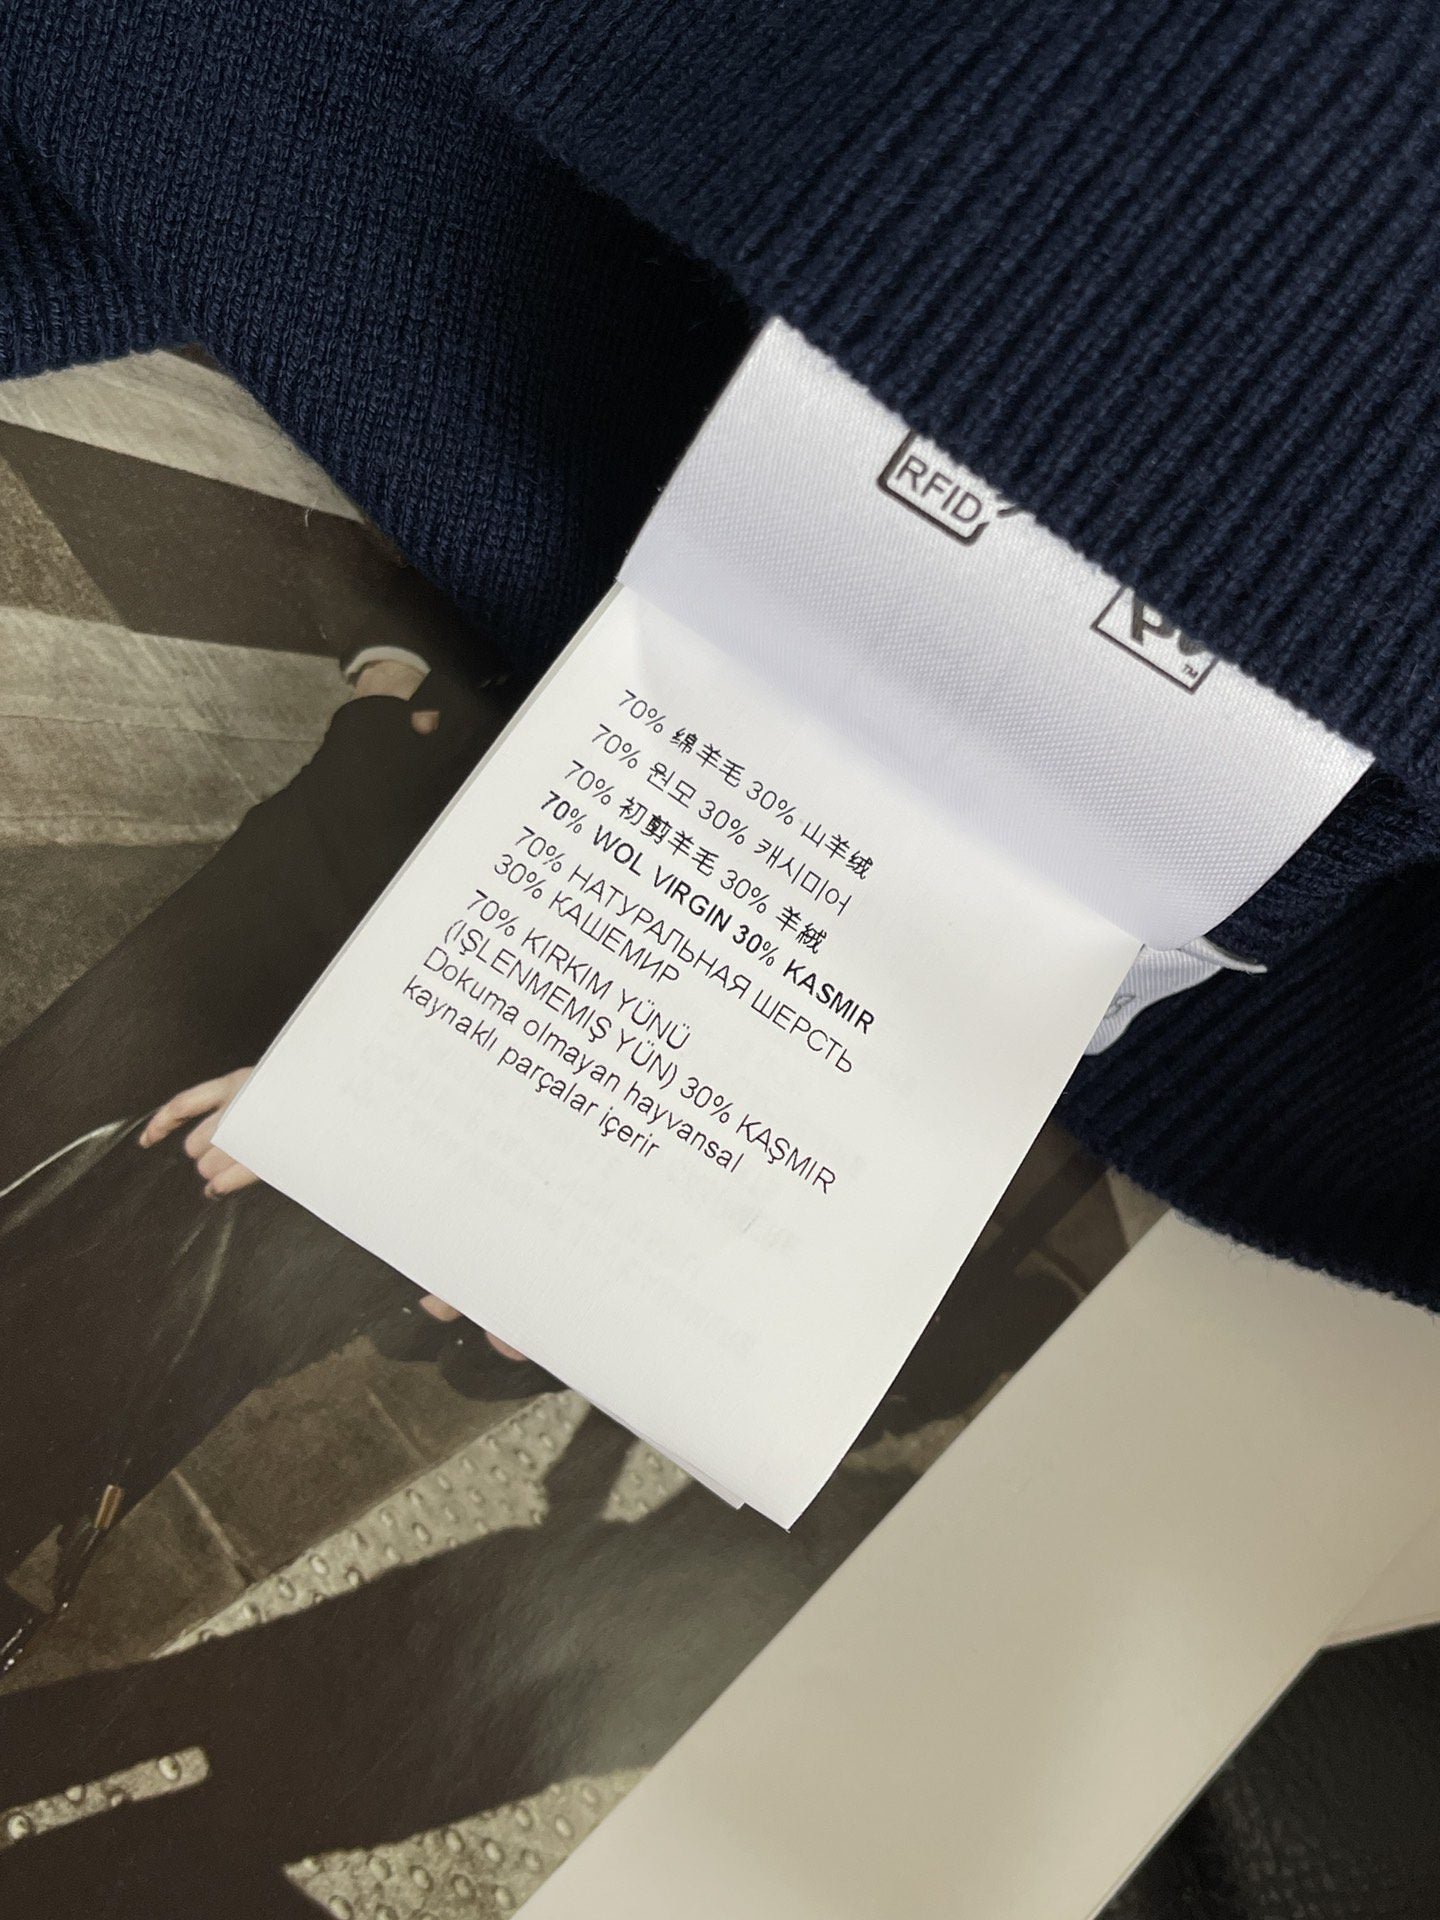 RFID
TM
70% 绵羊毛 30% 山羊绒
70% 원모 30% 캐시미어
70% 初剪羊毛 30% 羊絨
70% WOL VIRGIN 30% KASMIR
70% НАТУРАЛЬНАЯ ШЕРСТЬ
30% КАШЕМИР
70% KIRKIM YÜNÜ
(IŞLENMEMIŞ YÜN) 30% KAŞMIR
Dokuma olmayan hayvansal
kaynaklı parçalar içerir